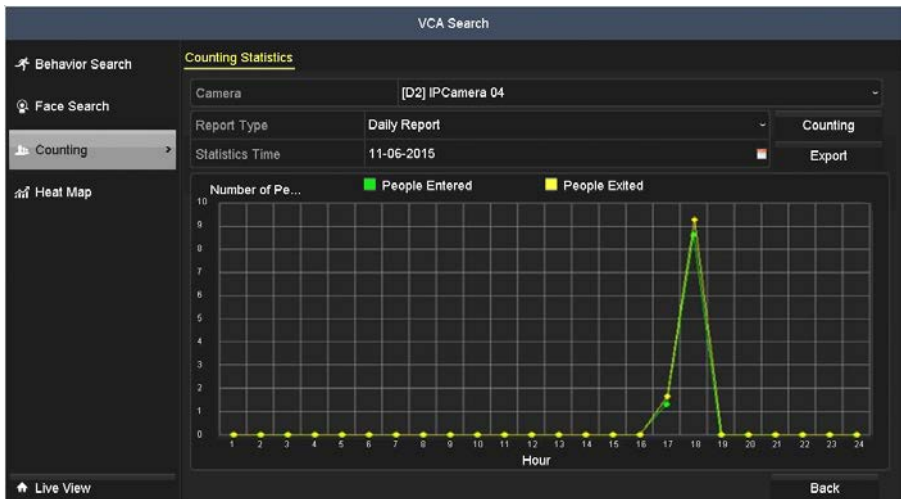 VCA Search
Behavior Search
Face Search
Counting
Heat Map
Live View
Counting Statistics
Camera [D2] IPCamera 04
Report Type Daily Report Counting
Statistics Time 11-06-2015 Export
Number of Pe... People Entered People Exited
10
9
8
7
6
5
4
3
2
1
0
1 2 3 4 5 6 7 8 9 10 11 12 13 14 15 16 17 18 19 20 21 22 23 24
Hour
Back